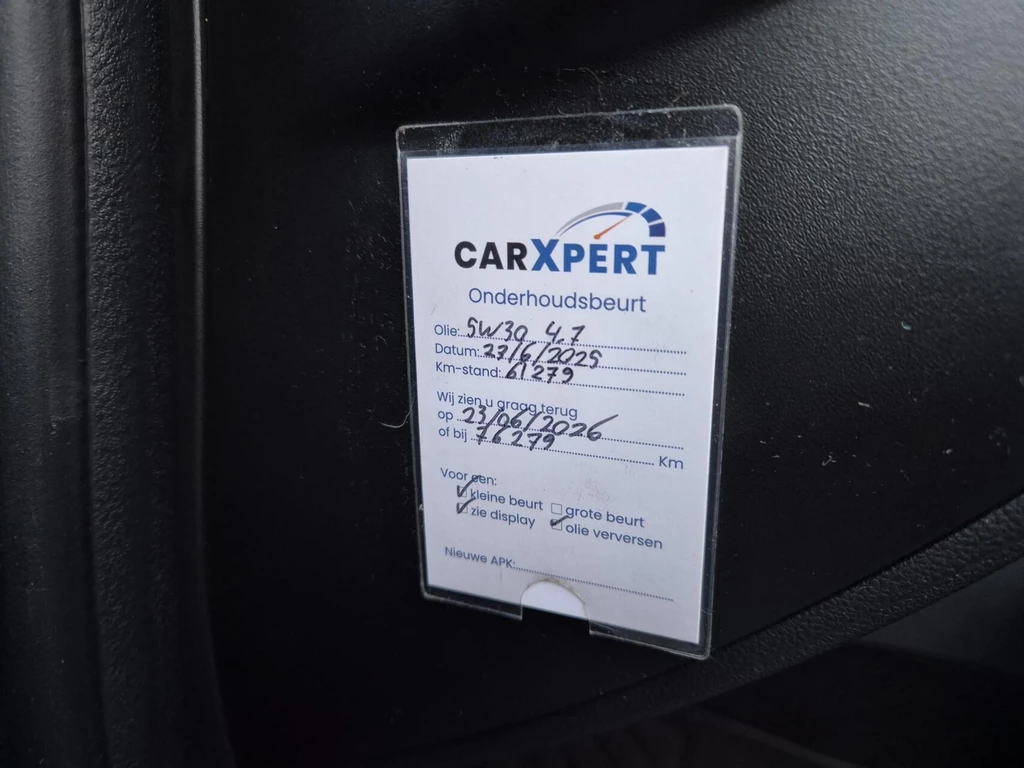 CARXPERT
Onderhoudsbeurt
Olie: 5W30 4.7
Datum: 23/6/2025
Km-stand: 61279
Wij zien u graag terug
op 23/06/2026
of bij 76279 Km
Voor een:
kleine beurt grote beurt
zie display olie verversen
Nieuwe APK: